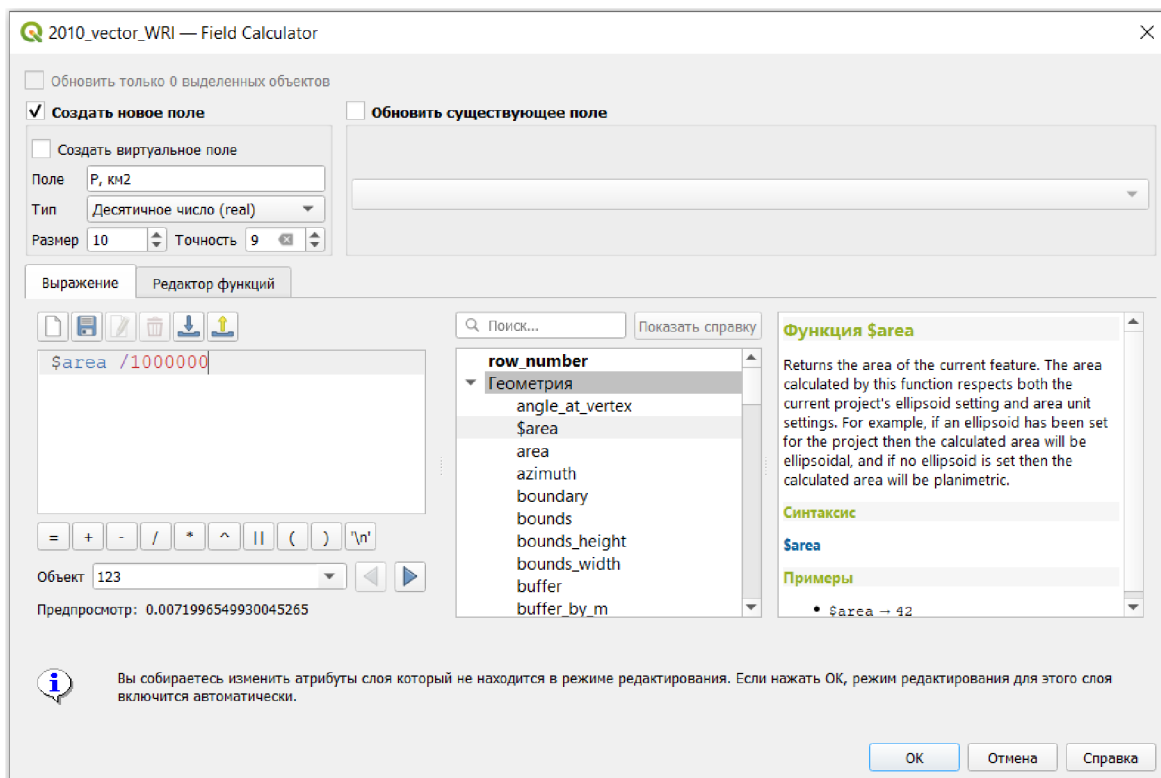 2010_vector_WRI — Field Calculator
Обновить только 0 выделенных объектов
Создать новое поле
Обновить существующее поле
Создать виртуальное поле
Поле P, км2
Тип Десятичное число (real)
Размер 10 Точность 9
Выражение Редактор функций
$area /1000000
= + - / * ^ || ( ) '\n'
Объект 123
Предпросмотр: 0.0071996549930045265
Поиск... Показать справку
row_number
Геометрия
angle_at_vertex
$area
area
azimuth
boundary
bounds
bounds_height
bounds_width
buffer
buffer_by_m
Функция $area
Returns the area of the current feature. The area
calculated by this function respects both the
current project's ellipsoid setting and area unit
settings. For example, if an ellipsoid has been set
for the project then the calculated area will be
ellipsoidal, and if no ellipsoid is set then the
calculated area will be planimetric.
Синтаксис
$area
Примеры
• $area → 42
Вы собираетесь изменить атрибуты слоя который не находится в режиме редактирования. Если нажать ОК, режим редактирования для этого слоя
включится автоматически.
OK Отмена Справка